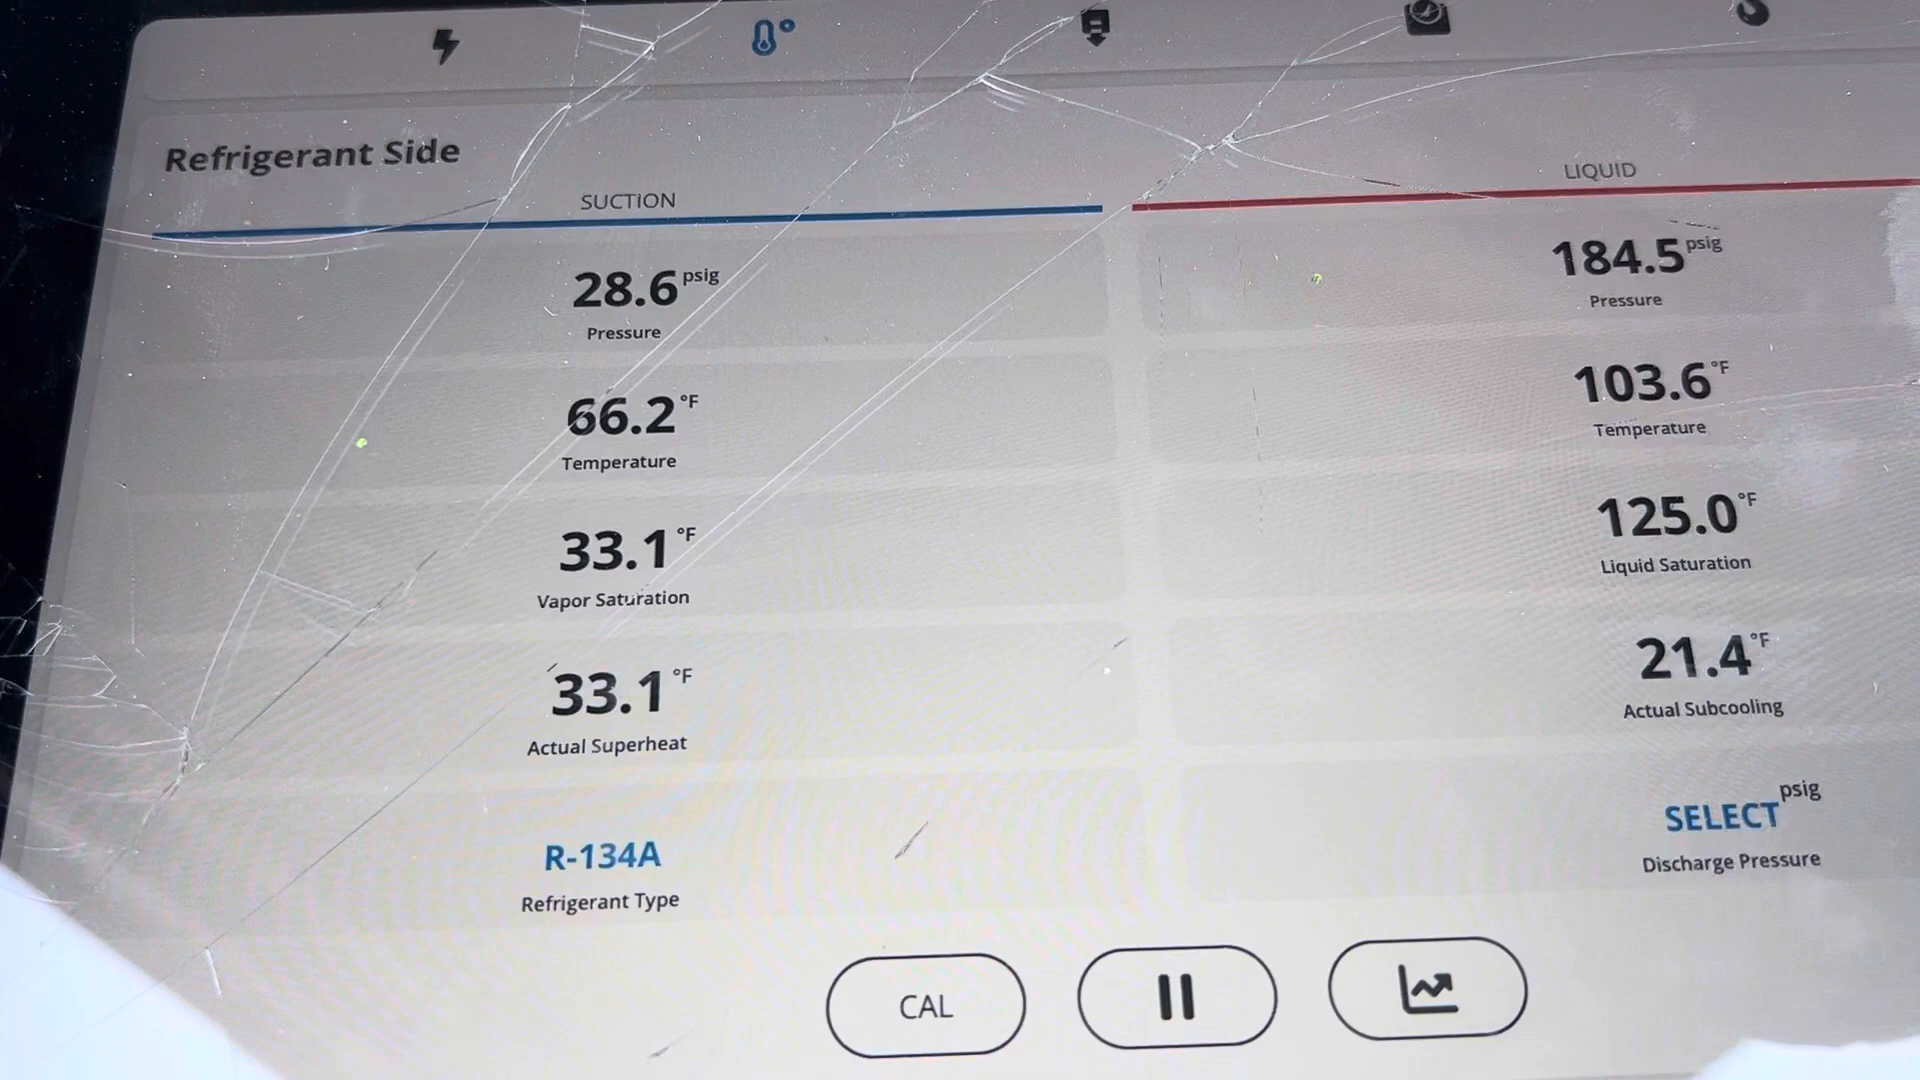 Refrigerant Side
SUCTION
28.6 psig
Pressure
66.2 °F
Temperature
33.1 °F
Vapor Saturation
33.1 °F
Actual Superheat
R-134A
Refrigerant Type
LIQUID
184.5 psig
Pressure
103.6 °F
Temperature
125.0 °F
Liquid Saturation
21.4 °F
Actual Subcooling
SELECT psig
Discharge Pressure
CAL